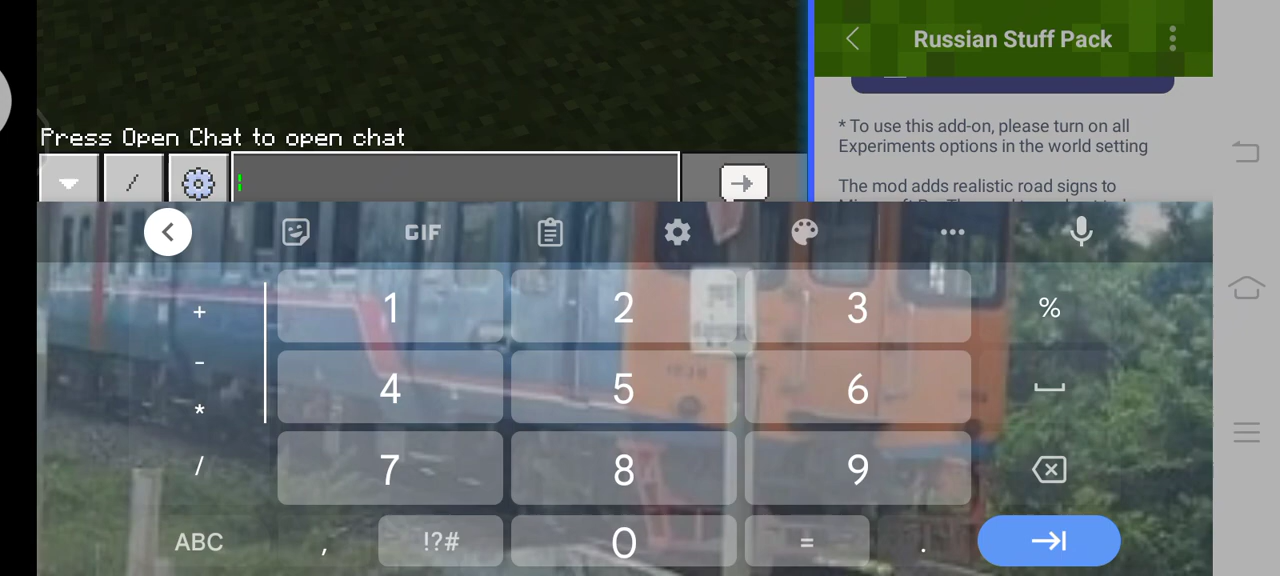 Russian Stuff Pack
Press Open Chat to open chat
/
* To use this add-on, please turn on all
Experiments options in the world setting
The mod adds realistic road signs to
GIF
+ 1 2 3 %
-
4 5 6
*
/ 7 8 9
ABC , !?# 0 = .